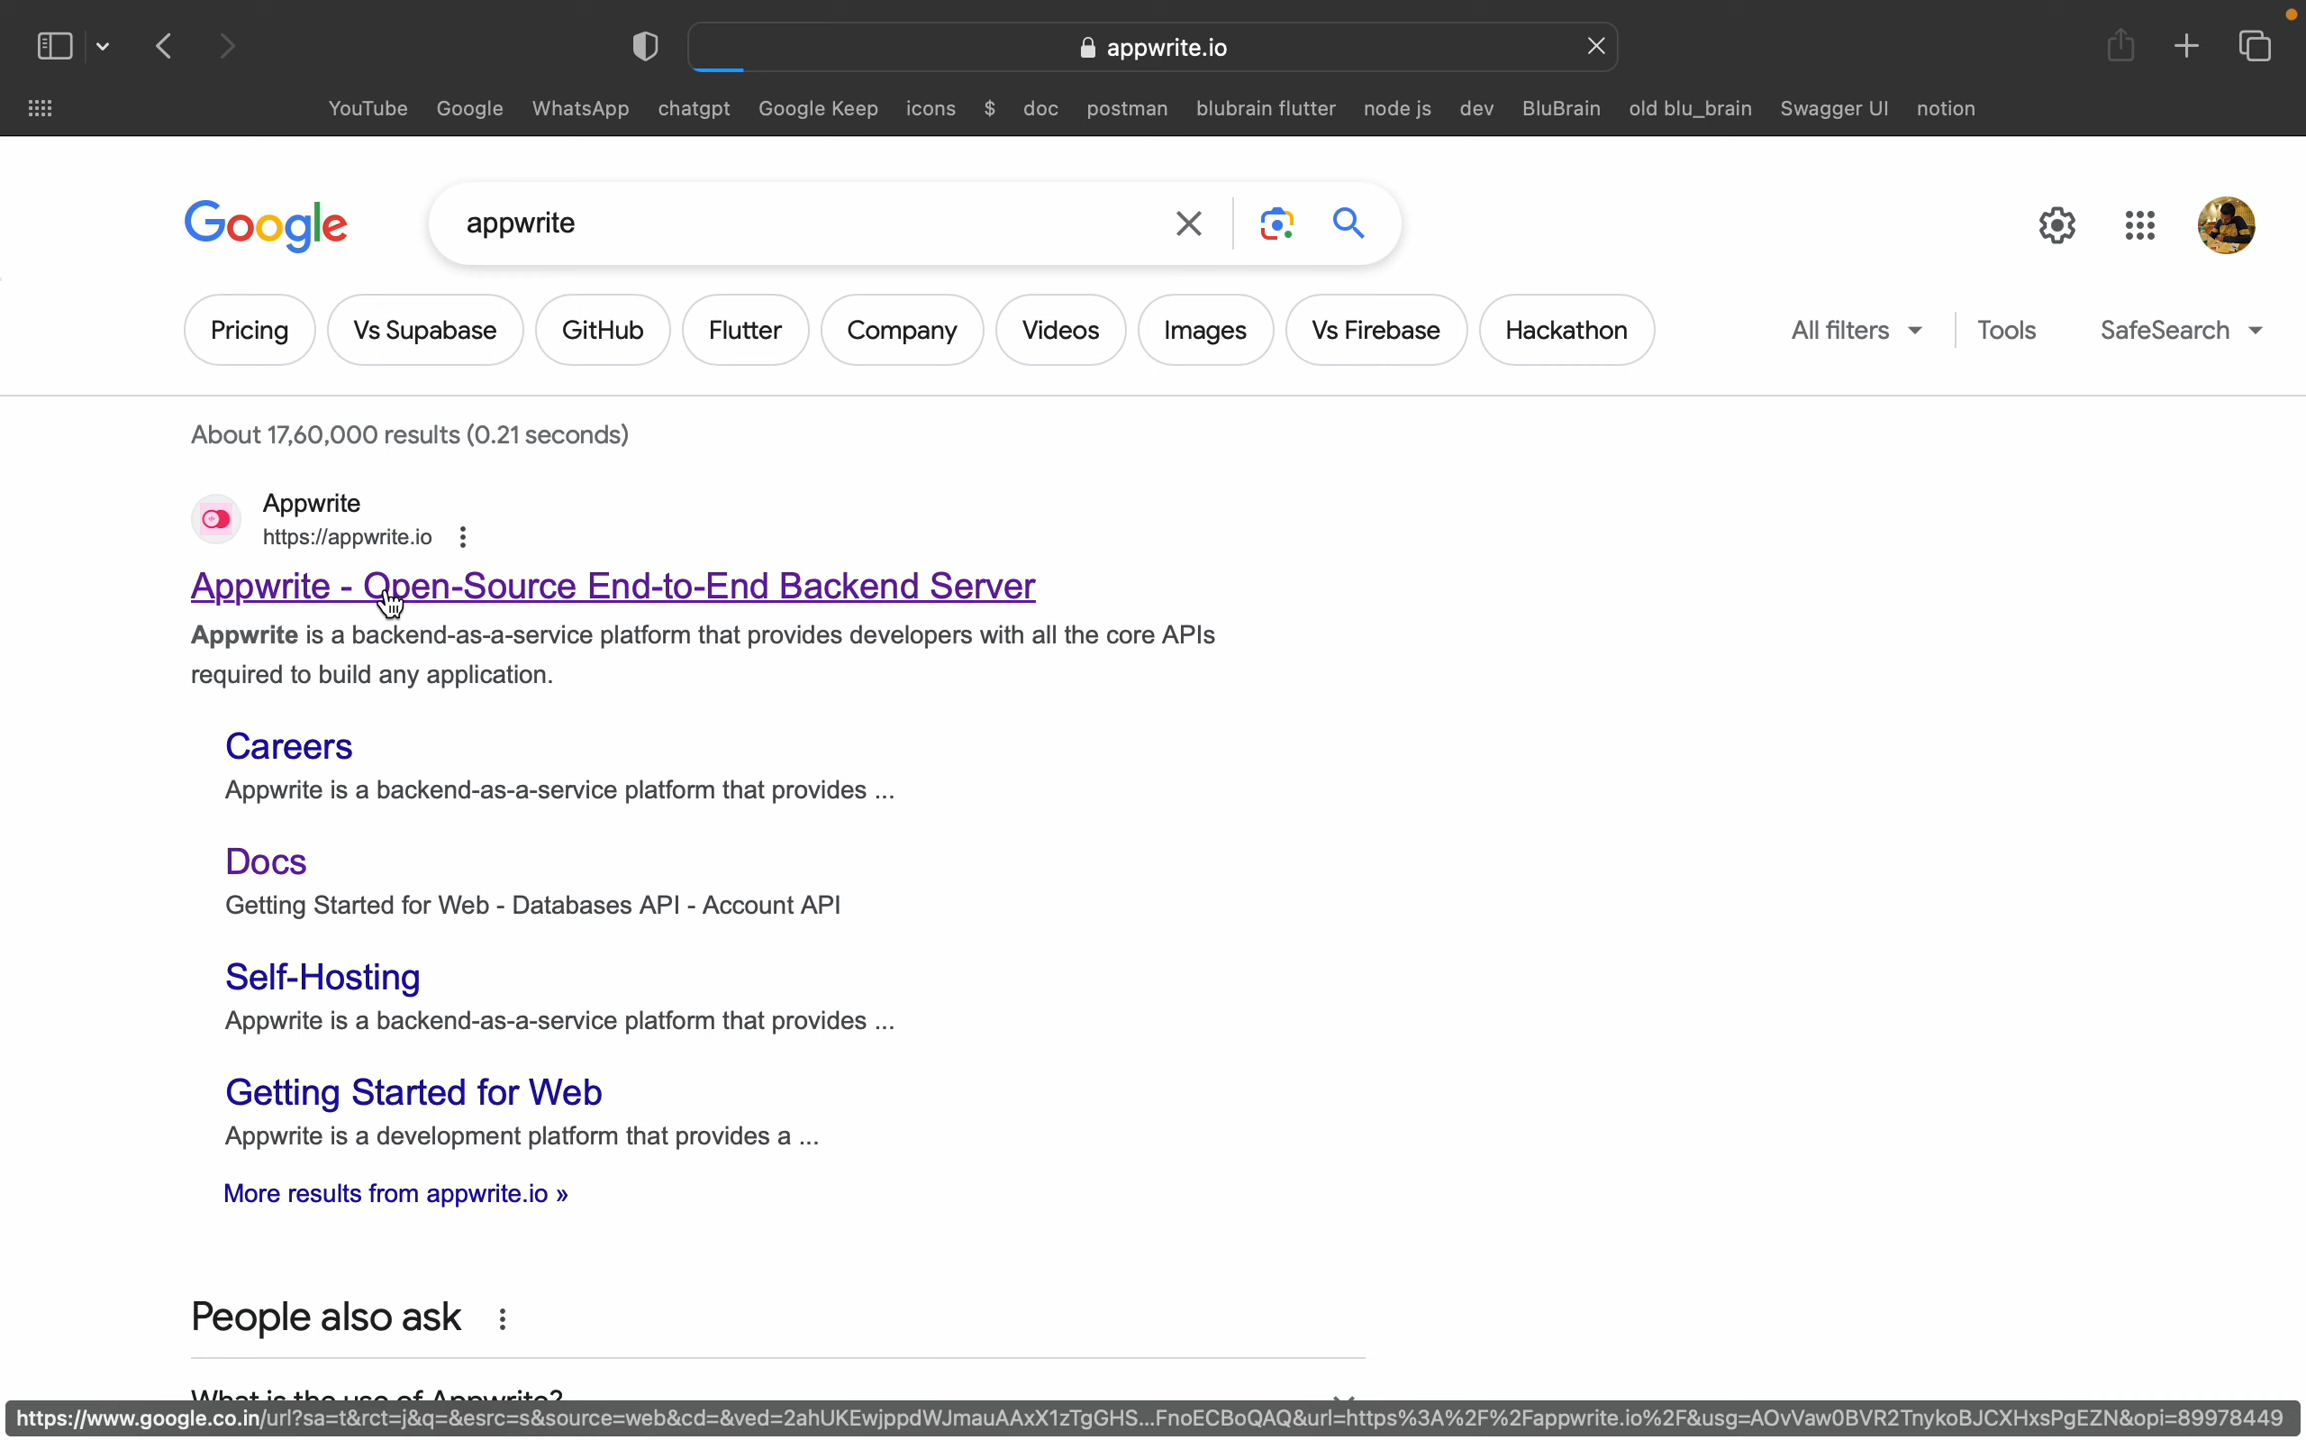 appwrite.io
YouTube Google WhatsApp chatgpt Google Keep icons $ doc postman blubrain flutter node js dev BluBrain old blu_brain Swagger UI notion
Google
appwrite
Pricing Vs Supabase GitHub Flutter Company Videos Images Vs Firebase Hackathon All filters Tools SafeSearch
About 17,60,000 results (0.21 seconds)
Appwrite
https://appwrite.io
Appwrite - Open-Source End-to-End Backend Server
Appwrite is a backend-as-a-service platform that provides developers with all the core APIs
required to build any application.
Careers
Appwrite is a backend-as-a-service platform that provides ...
Docs
Getting Started for Web - Databases API - Account API
Self-Hosting
Appwrite is a backend-as-a-service platform that provides ...
Getting Started for Web
Appwrite is a development platform that provides a ...
More results from appwrite.io »
People also ask
What is the use of Appwrite?
https://www.google.co.in/url?sa=t&rct=j&q=&esrc=s&source=web&cd=&ved=2ahUKEwjppdWJmauAAxX1zTgGHS...FnoECBoQAQ&url=https%3A%2F%2Fappwrite.io%2F&usg=AOvVaw0BVR2TnykoBJCXHxsPgEZN&opi=89978449